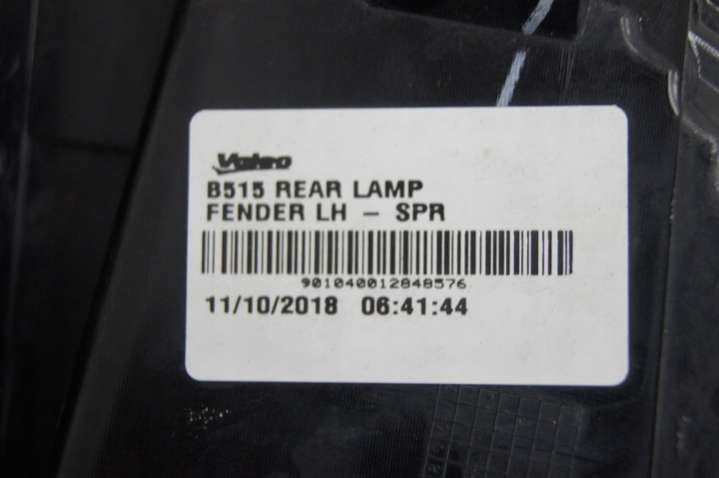 Valeo
B515 REAR LAMP
FENDER LH - SPR
901040012848576
11/10/2018 06:41:44